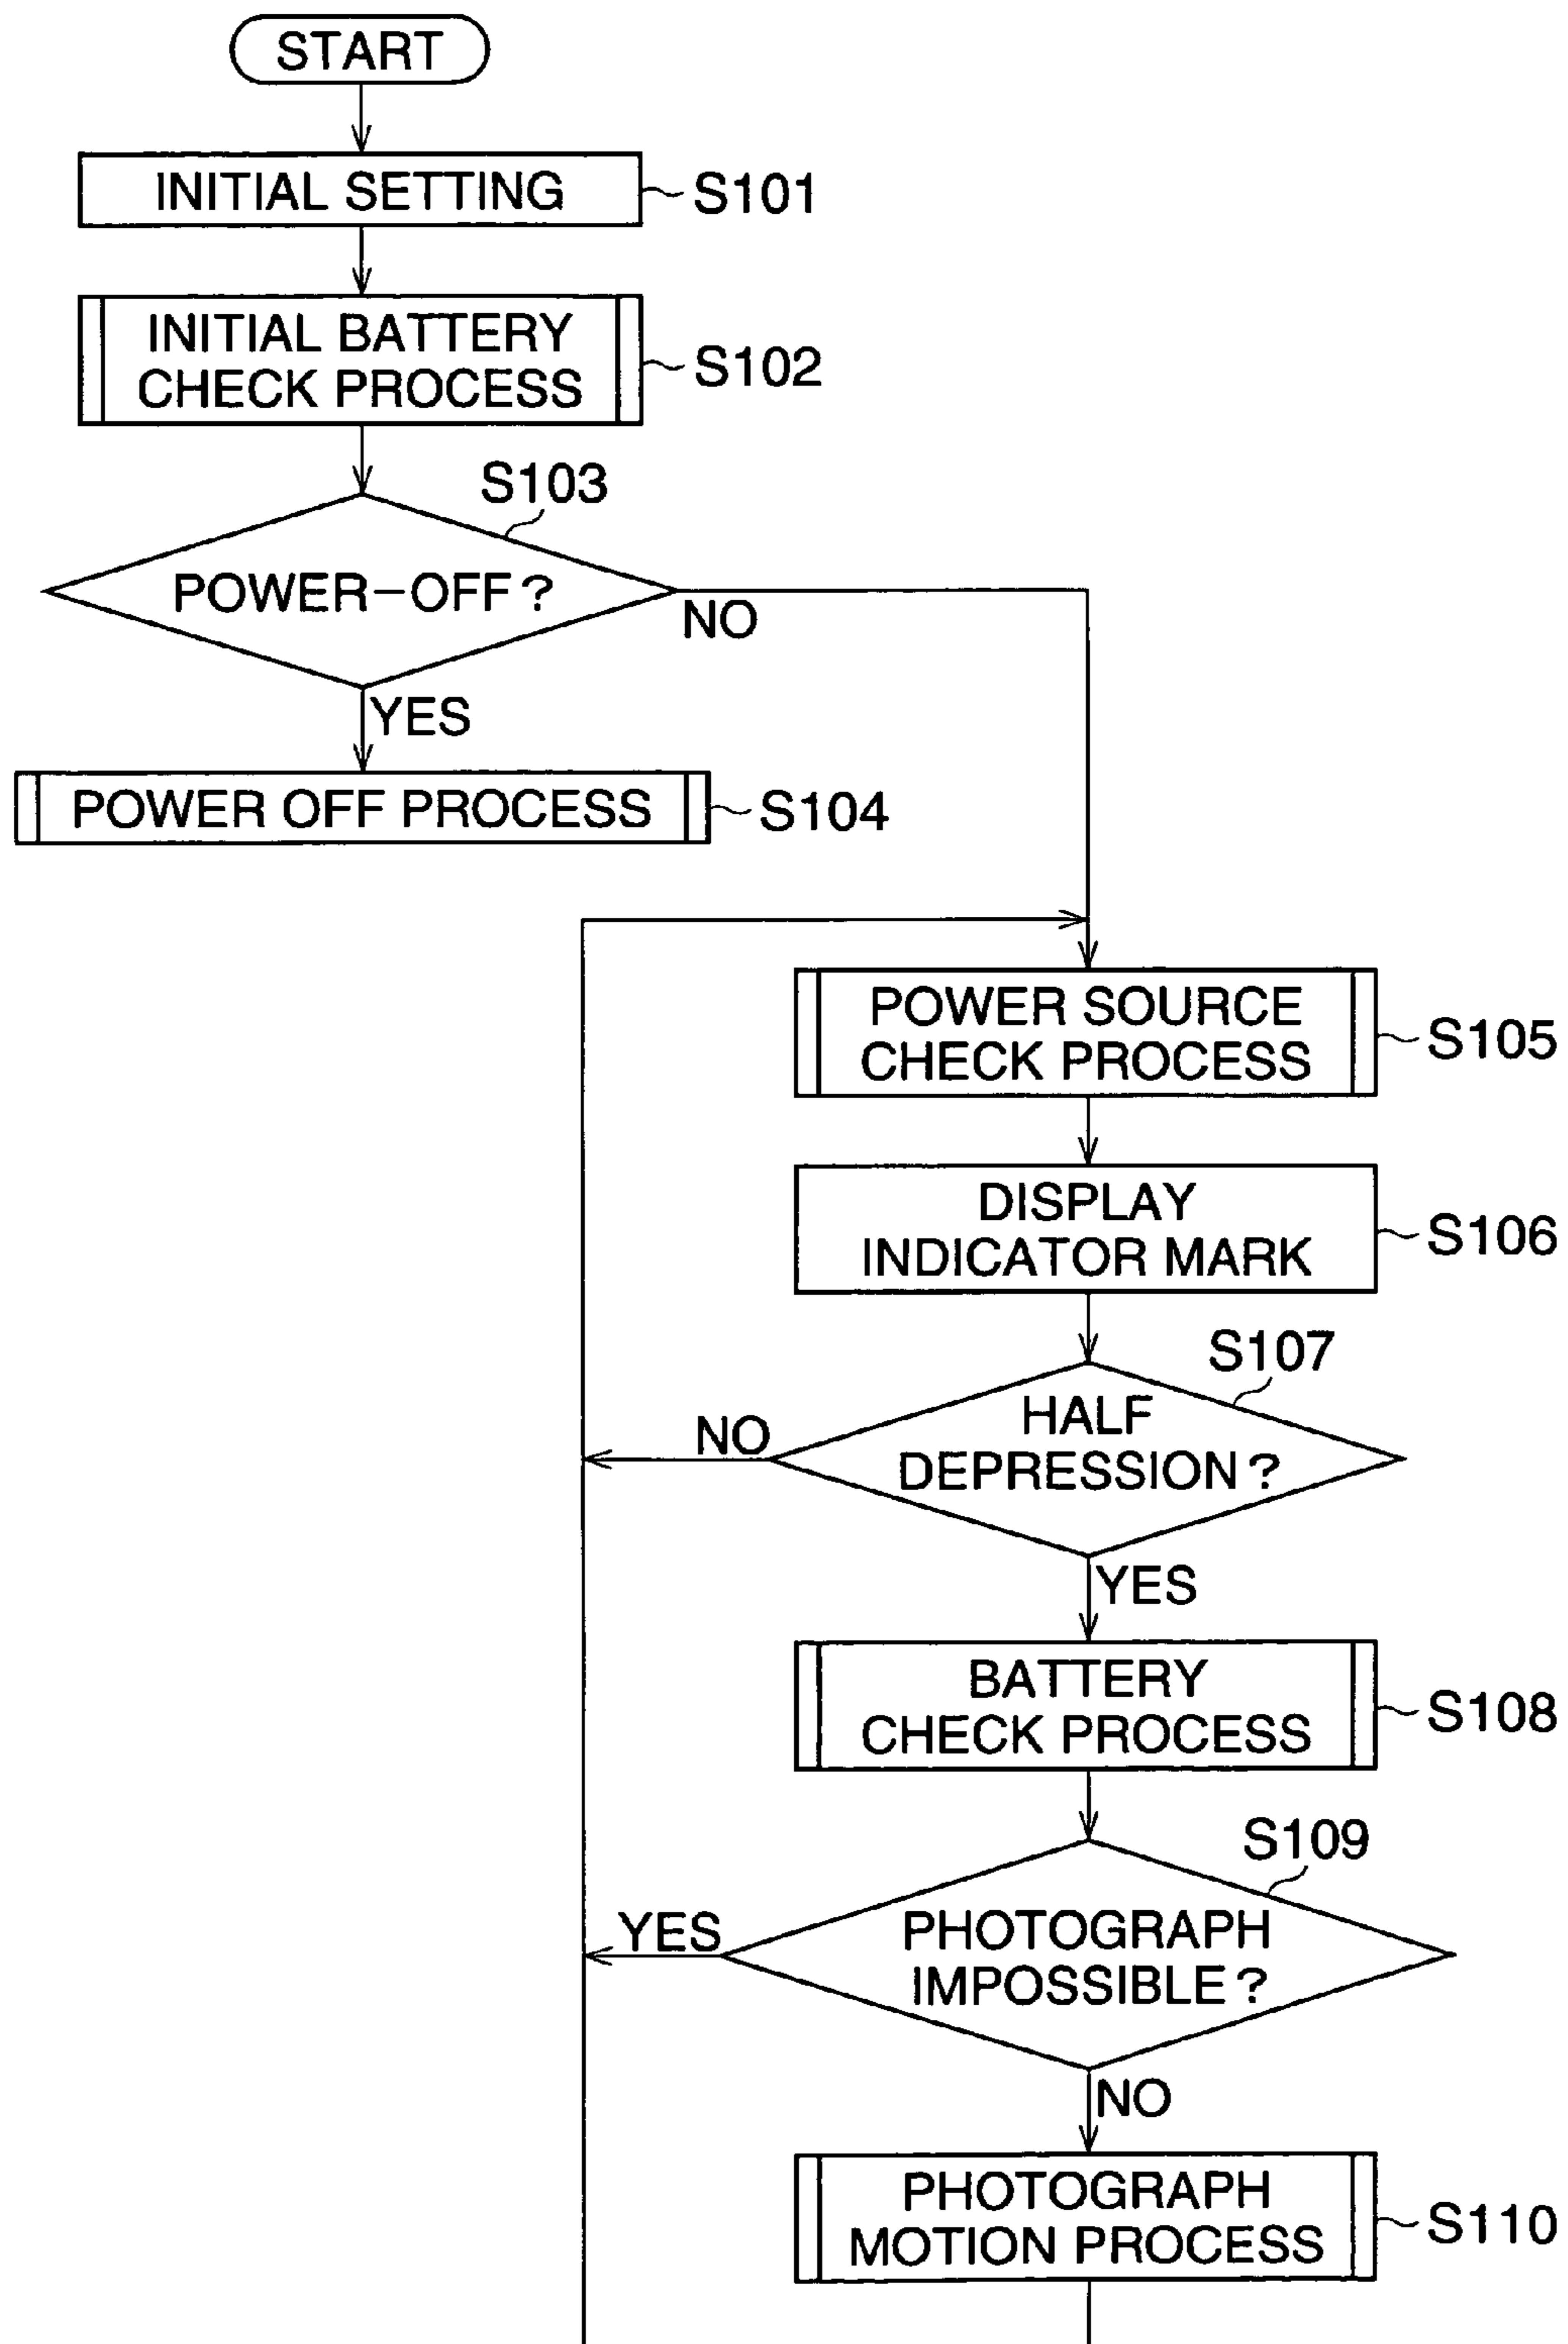 START
INITIAL SETTING
S101
INITIAL BATTERY
CHECK PROCESS
S102
S103
POWER-OFF?
NO
YES
POWER OFF PROCESS
S104
POWER SOURCE
CHECK PROCESS
S105
DISPLAY
INDICATOR MARK
S106
S107
HALF
DEPRESSION?
NO
YES
BATTERY
CHECK PROCESS
S108
S109
PHOTOGRAPH
IMPOSSIBLE?
YES
NO
PHOTOGRAPH
MOTION PROCESS
S110